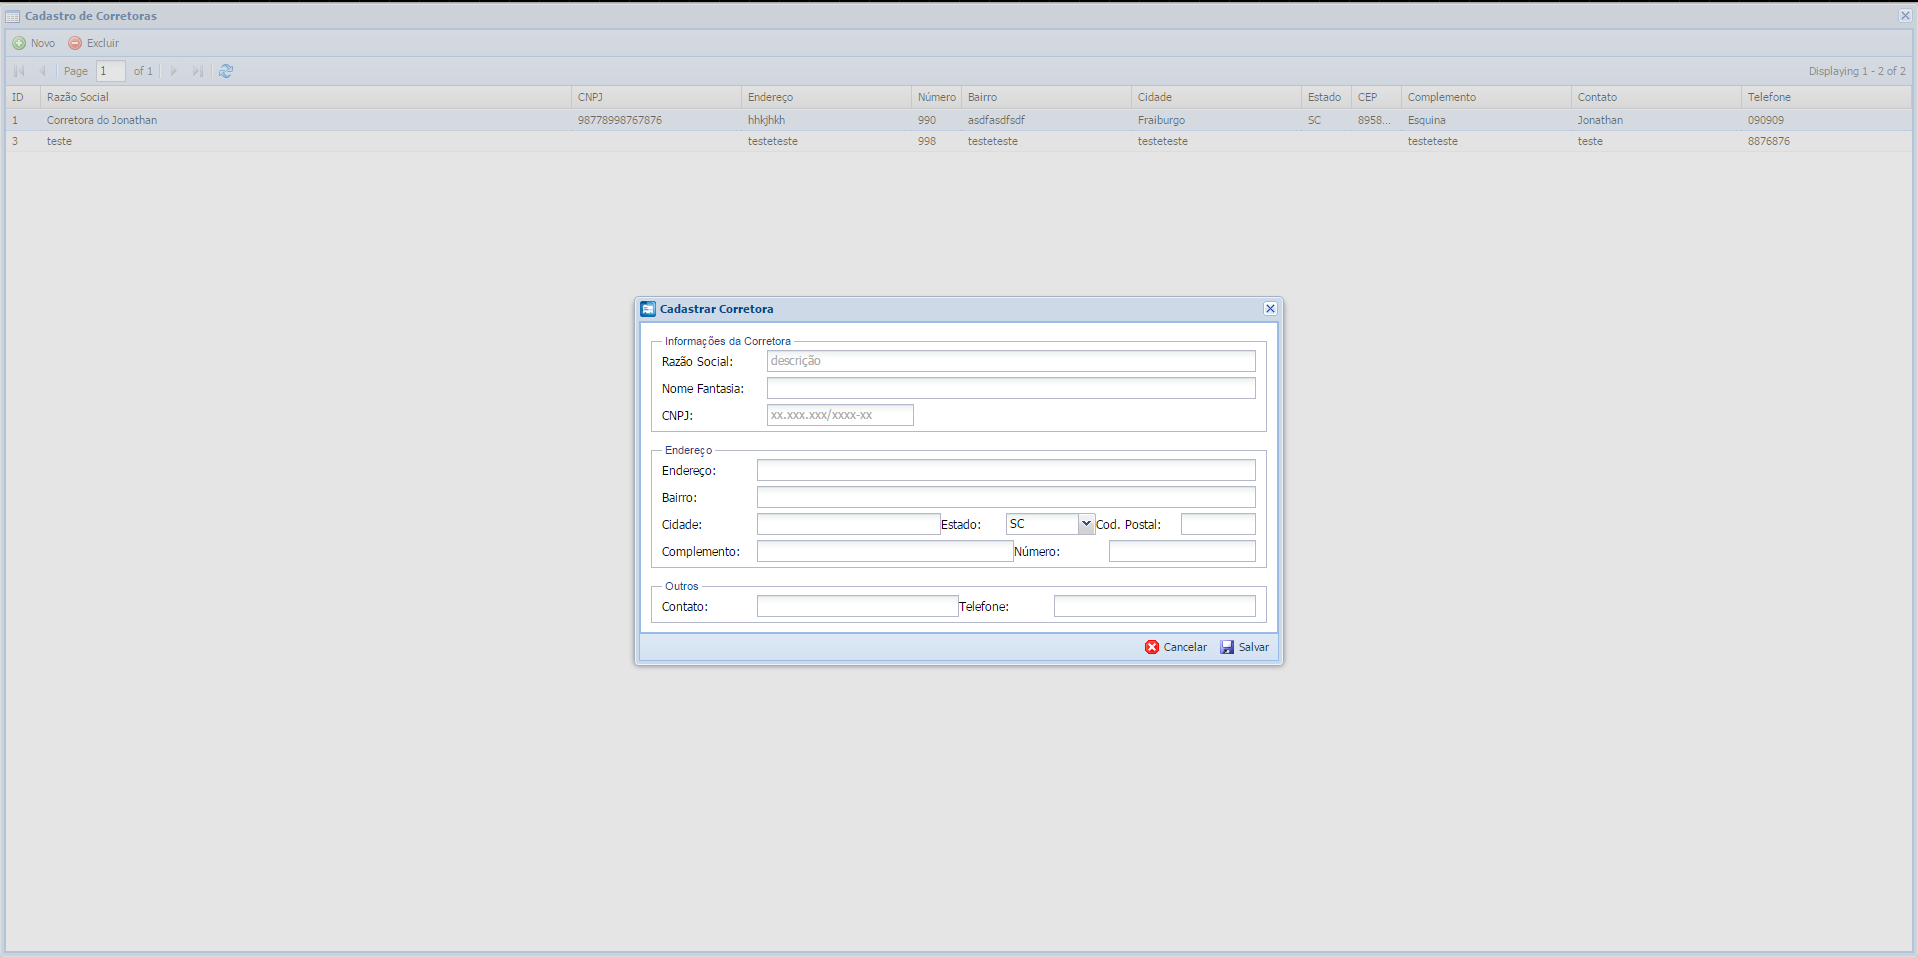 Cadastro de Corretoras
Novo Excluir
Page 1 of 1 Displaying 1 - 2 of 2
ID Razão Social CNPJ Endereço Número Bairro Cidade Estado CEP Complemento Contato Telefone
1 Corretora do Jonathan 98778998767876 hhkjhkh 990 asdfasdfsdf Fraiburgo SC 8958... Esquina Jonathan 090909
3 teste testeteste 998 testeteste testeteste testeteste teste 8876876
Cadastrar Corretora
Informações da Corretora
Razão Social: descrição
Nome Fantasia:
CNPJ: xx.xxx.xxx/xxxx-xx
Endereço
Endereço:
Bairro:
Cidade: Estado: SC Cod. Postal:
Complemento: Número:
Outros
Contato: Telefone:
Cancelar Salvar